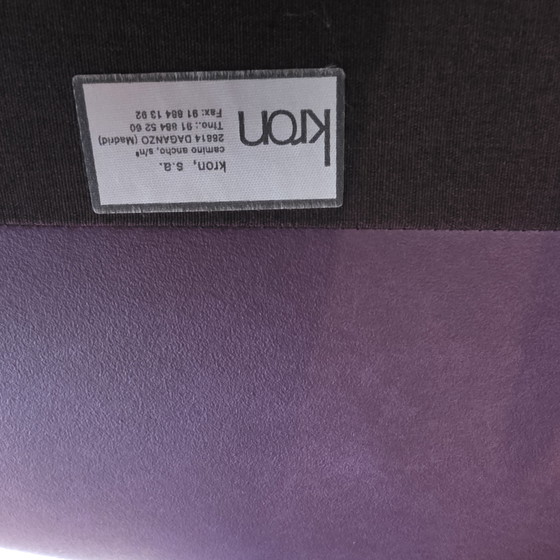 kron
kron, s.a.
camino ancho, s/nº
28814 DAGANZO (Madrid)
Tfno.: 91 884 52 60
Fax: 91 884 13 92